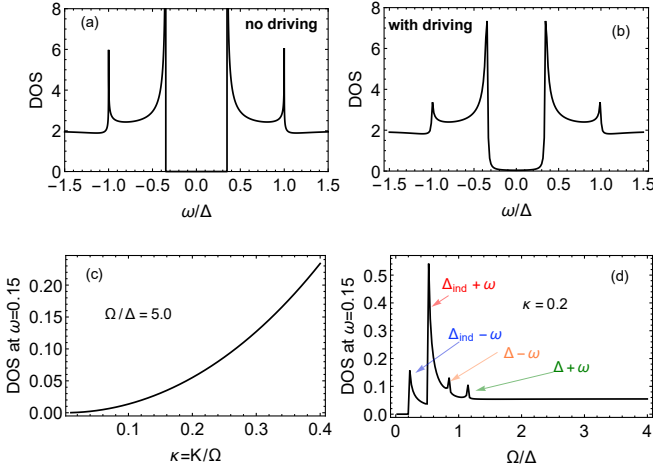 (a)
no driving
8
6
4
2
0
DOS
−1.5 −1.0 −0.5 0.0 0.5 1.0 1.5
ω/Δ
with driving
(b)
8
6
4
2
0
DOS
−1.5 −1.0 −0.5 0.0 0.5 1.0 1.5
ω/Δ
(c)
Ω/Δ = 5.0
0.20
0.15
0.10
0.05
0.00
DOS at ω=0.15
0.1 0.2 0.3 0.4
κ=K/Ω
(d)
Δind + ω
κ = 0.2
Δind − ω
Δ − ω
Δ + ω
0.5
0.4
0.3
0.2
0.1
0.0
DOS at ω=0.15
0 1 2 3 4
Ω/Δ